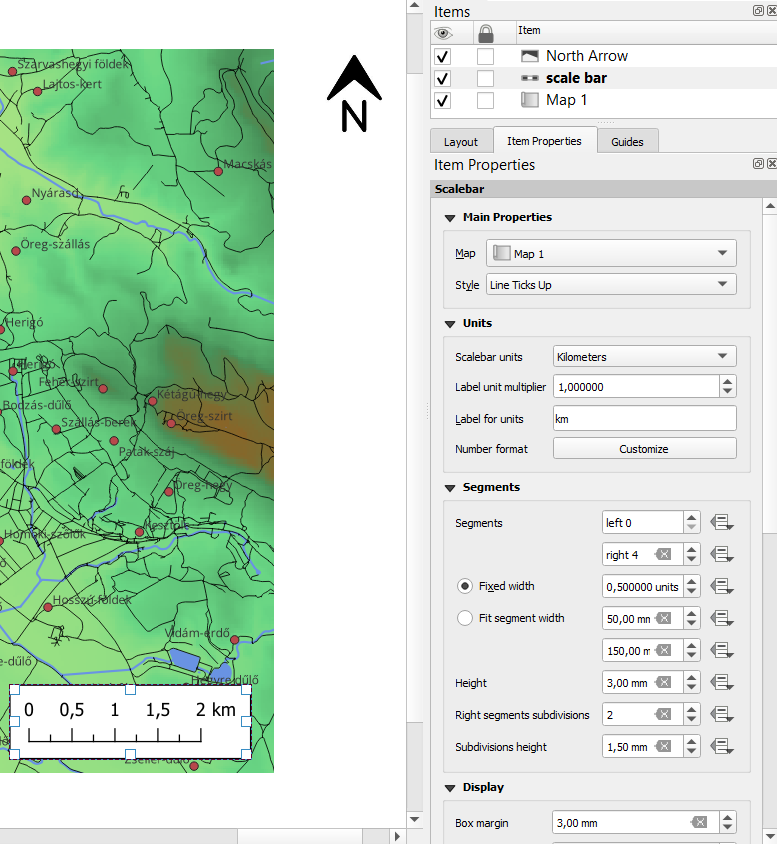 Szarvashegyi földek
Lajtos-kert
Macskás
Nyárasd
Öreg-szállás
Herigó
Fehér-szirt
Kétágú-hegy
Bodzás-dűlő
Öreg-szirt
Szállás-berek
Patak-száj
földek
Öreg-hegy
Kesztölc
Homoki-szőlők
Hosszú-földek
Vidám-erdő
e-dűlő
Hegyre dűlő
0 0,5 1 1,5 2 km
Zsellér-dűlő
N
Items
Item
North Arrow
scale bar
Map 1
Layout
Item Properties
Guides
Item Properties
Scalebar
Main Properties
Map Map 1
Style Line Ticks Up
Units
Scalebar units Kilometers
Label unit multiplier 1,000000
Label for units km
Number format Customize
Segments
Segments left 0
right 4
Fixed width 0,500000 units
Fit segment width 50,00 mm
150,00 m
Height 3,00 mm
Right segments subdivisions 2
Subdivisions height 1,50 mm
Display
Box margin 3,00 mm